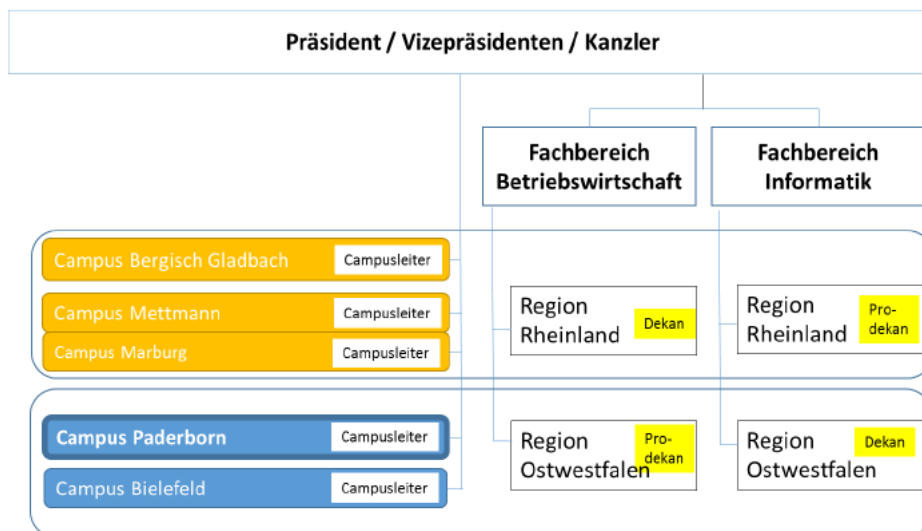 Präsident / Vizepräsidenten / Kanzler
Fachbereich
Betriebswirtschaft
Fachbereich
Informatik
Campus Bergisch Gladbach
Campusleiter
Campus Mettmann
Campusleiter
Campus Marburg
Campusleiter
Region
Rheinland
Dekan
Region
Rheinland
Pro-
dekan
Campus Paderborn
Campusleiter
Campus Bielefeld
Campusleiter
Region
Ostwestfalen
Pro-
dekan
Region
Ostwestfalen
Dekan